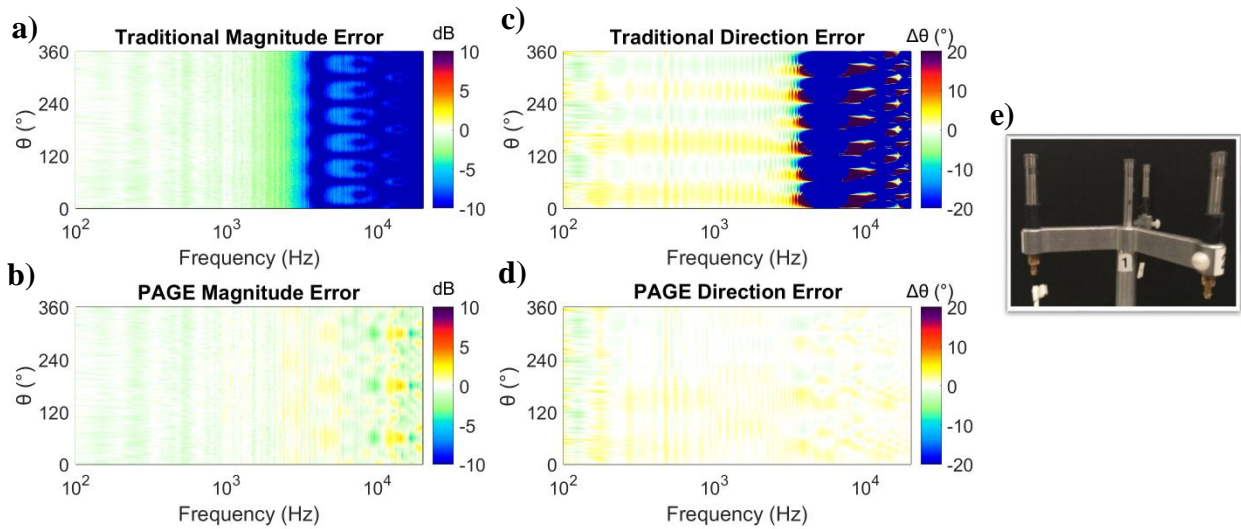 a)
Traditional Magnitude Error
dB
10
5
0
-5
-10
360
240
120
0
θ (°)
10² 10³ 10⁴
Frequency (Hz)
c)
Traditional Direction Error
Δθ (°)
20
10
0
-10
-20
360
240
120
0
θ (°)
10² 10³ 10⁴
Frequency (Hz)
e)
1
b)
PAGE Magnitude Error
dB
10
5
0
-5
-10
360
240
120
0
θ (°)
10² 10³ 10⁴
Frequency (Hz)
d)
PAGE Direction Error
Δθ (°)
20
10
0
-10
-20
360
240
120
0
θ (°)
10² 10³ 10⁴
Frequency (Hz)